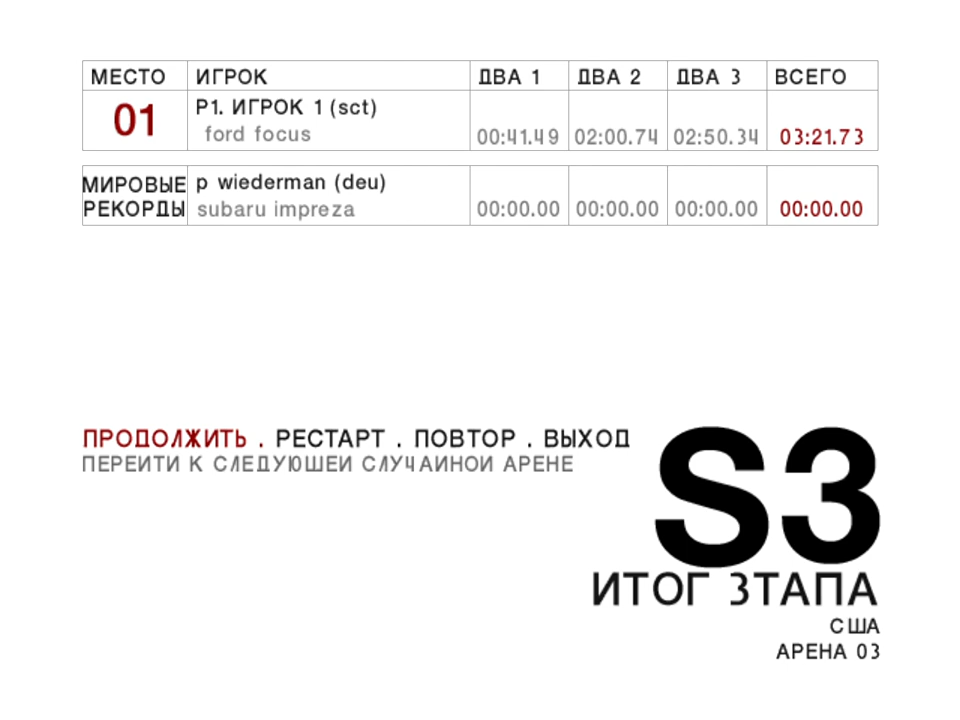 МЕСТО ИГРОК ДВА 1 ДВА 2 ДВА 3 ВСЕГО
01 P1. ИГРОК 1 (sct)
ford focus 00:41.49 02:00.74 02:50.34 03:21.73
МИРОВЫЕ p wiederman (deu)
РЕКОРДЫ subaru impreza 00:00.00 00:00.00 00:00.00 00:00.00
ПРОДОЛЖИТЬ . РЕСТАРТ . ПОВТОР . ВЫХОД
ПЕРЕИТИ К СЛЕДУЮШЕИ СЛУЧАИНОИ АРЕНЕ
S3
ИТОГ ЗТАПА
США
АРЕНА 03